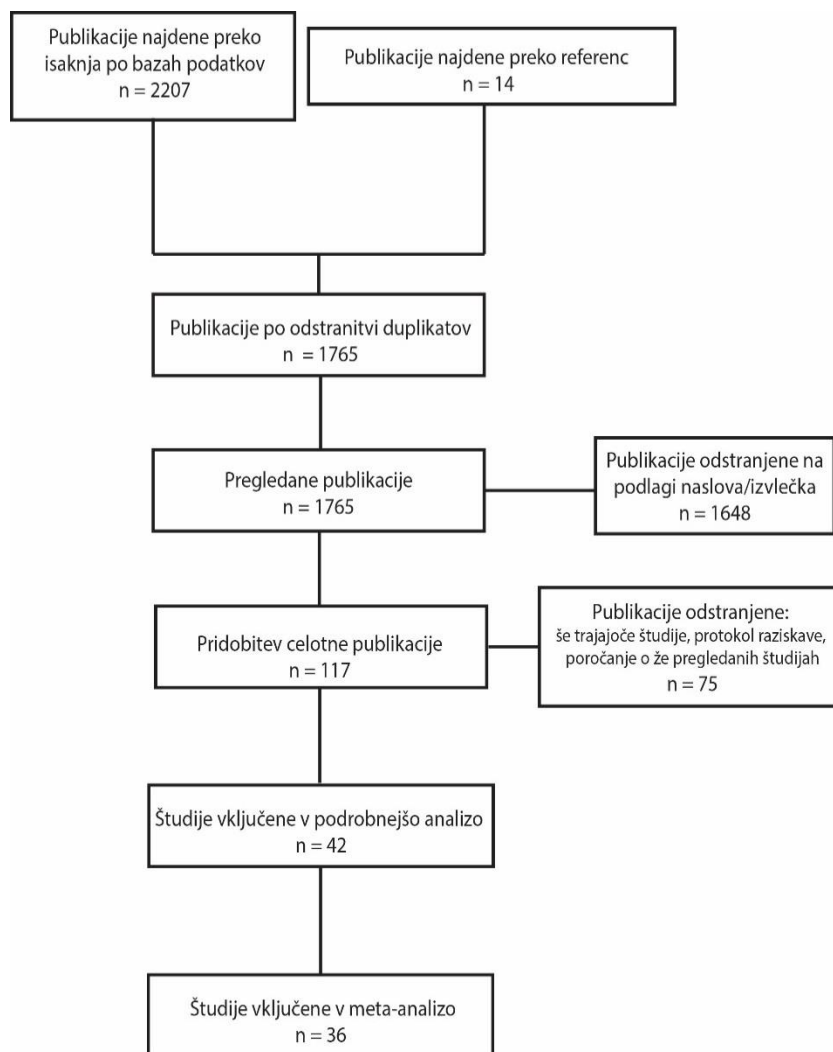 Publikacije najdene preko
isaknja po bazah podatkov
n = 2207
Publikacije najdene preko referenc
n = 14
Publikacije po odstranitvi duplikatov
n = 1765
Pregledane publikacije
n = 1765
Publikacije odstranjene na
podlagi naslova/izvlečka
n = 1648
Pridobitev celotne publikacije
n = 117
Publikacije odstranjene:
še trajajoče študije, protokol raziskave,
poročanje o že pregledanih študijah
n = 75
Študije vključene v podrobnejšo analizo
n = 42
Študije vključene v meta-analizo
n = 36